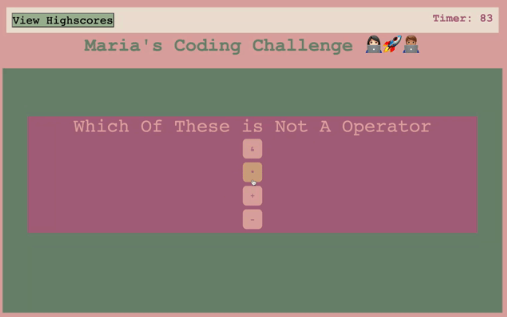 View Highscores
Timer: 83
Maria's Coding Challenge
Which Of These is Not A Operator